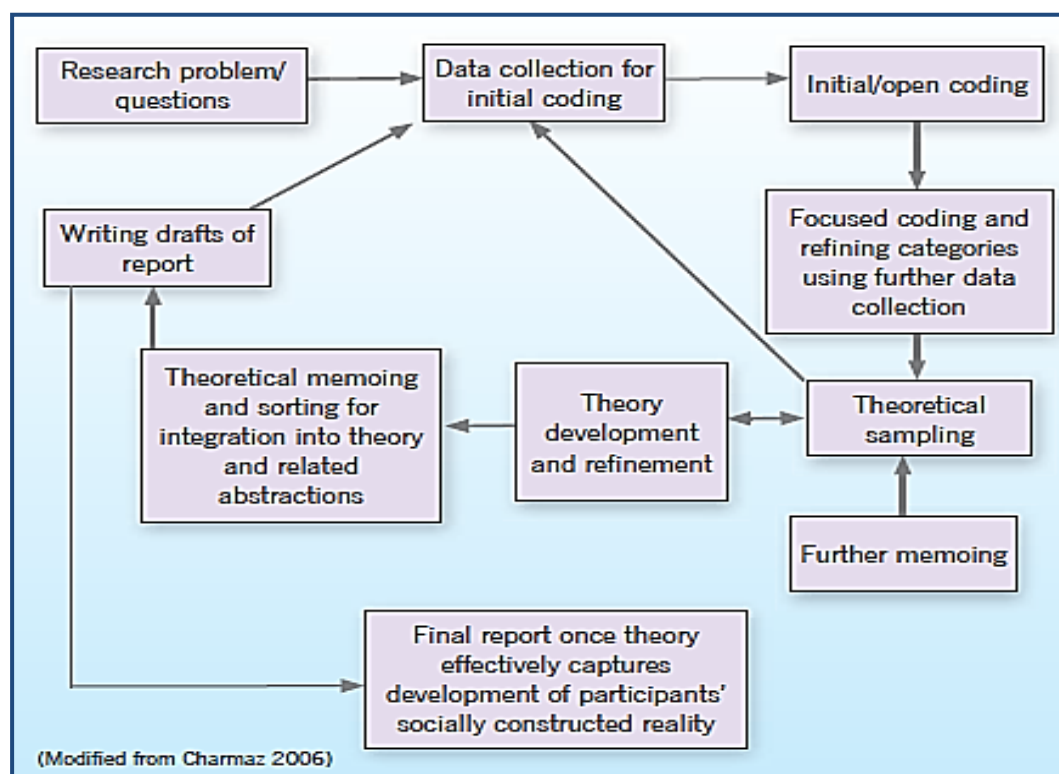 Research problem/
questions
Data collection for
initial coding
Initial/open coding
Writing drafts of
report
Focused coding and
refining categories
using further data
collection
Theoretical memoing
and sorting for
integration into theory
and related
abstractions
Theory
development
and refinement
Theoretical
sampling
Further memoing
Final report once theory
effectively captures
development of participants'
socially constructed reality
(Modified from Charmaz 2006)